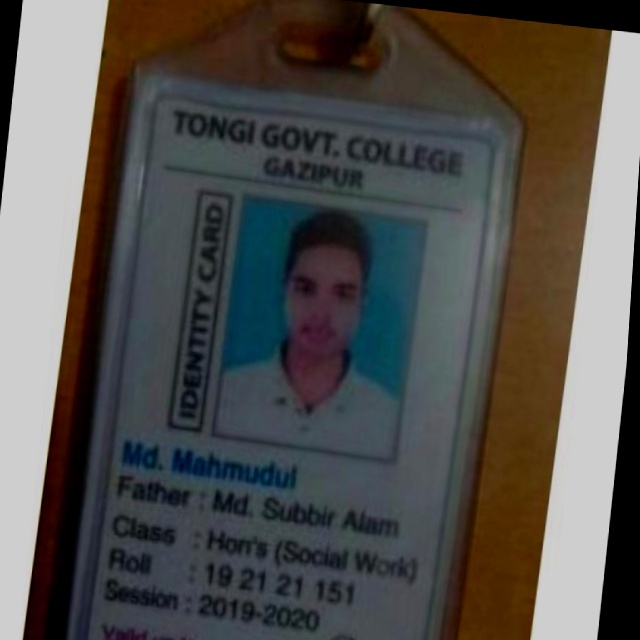 TONGI GOVT. COLLEGE
GAZIPUR
IDENTITY CARD
Md. Mahmudul
Father : Md. Subbir Alam
Class : Hon's (Social Work)
Roll : 19 21 21 151
Session : 2019-2020
Valid